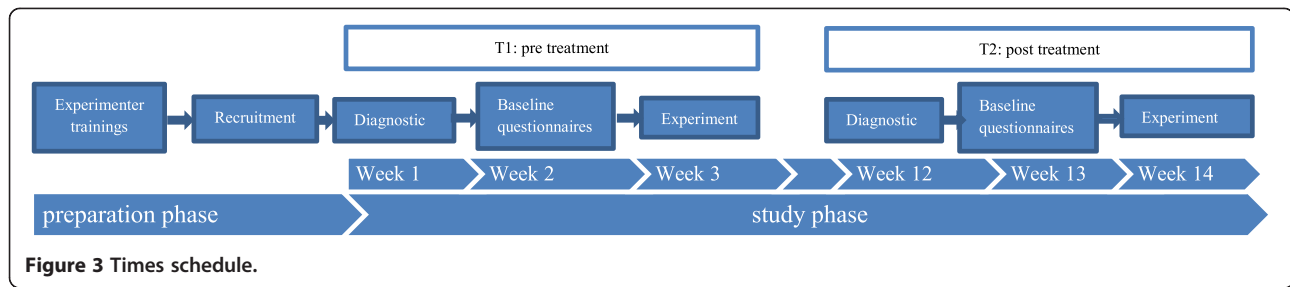 T1: pre treatment
T2: post treatment
Experimenter
trainings
Recruitment
Diagnostic
Baseline
questionnaires
Experiment
Diagnostic
Baseline
questionnaires
Experiment
Week 1
Week 2
Week 3
Week 12
Week 13
Week 14
preparation phase
study phase
Figure 3 Times schedule.